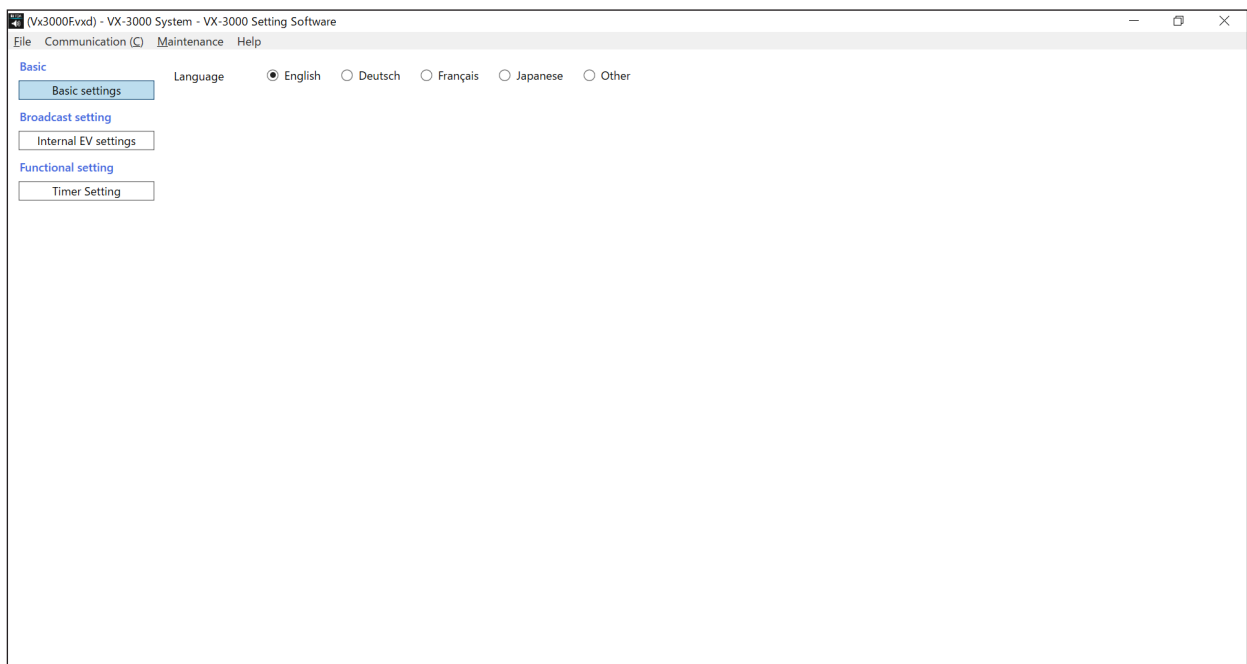 (Vx3000F.vxd) - VX-3000 System - VX-3000 Setting Software
File Communication (C) Maintenance Help
Basic
Basic settings
Language English Deutsch Français Japanese Other
Broadcast setting
Internal EV settings
Functional setting
Timer Setting